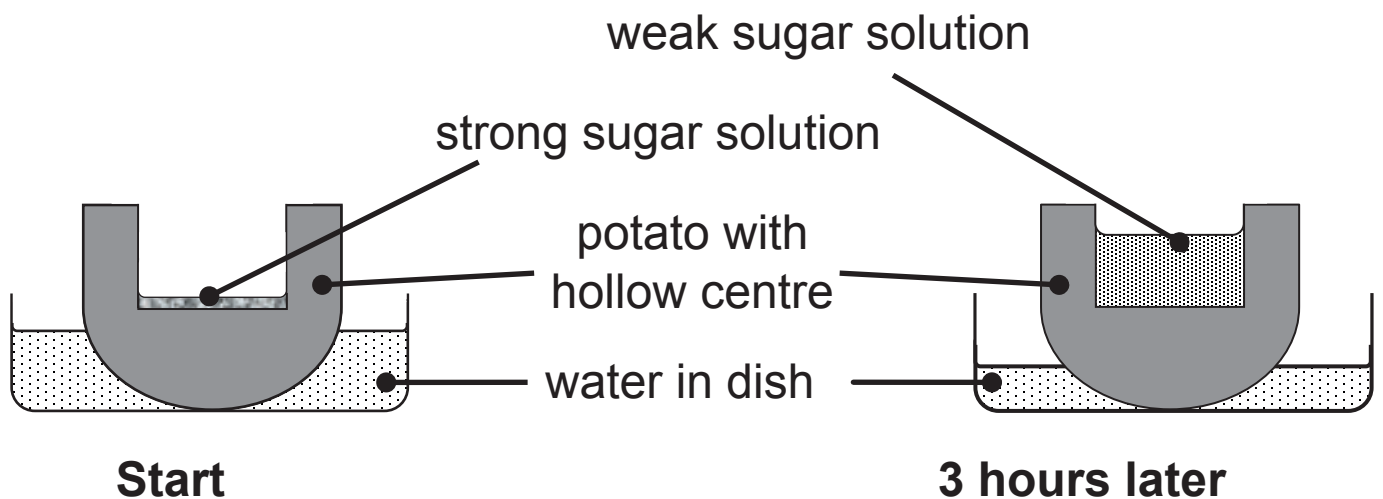 weak sugar solution
strong sugar solution
potato with
hollow centre
water in dish
Start
3 hours later